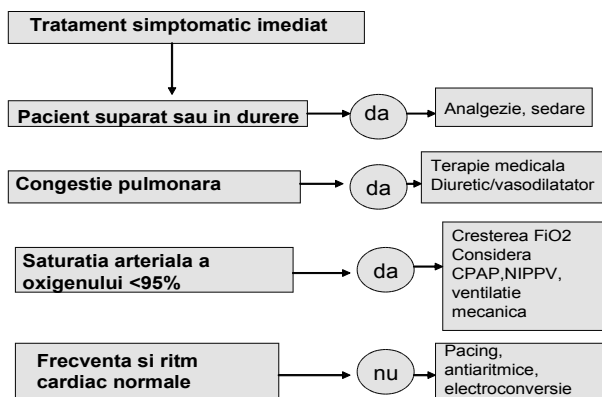 Tratament simptomatic imediat
Pacient suparat sau in durere
da
Analgezie, sedare
Congestie pulmonara
da
Terapie medicala
Diuretic/vasodilatator
Saturatia arteriala a
oxigenului <95%
da
Cresterea FiO2
Considera
CPAP,NIPPV,
ventilatie
mecanica
Frecventa si ritm
cardiac normale
nu
Pacing,
antiaritmice,
electroconversie